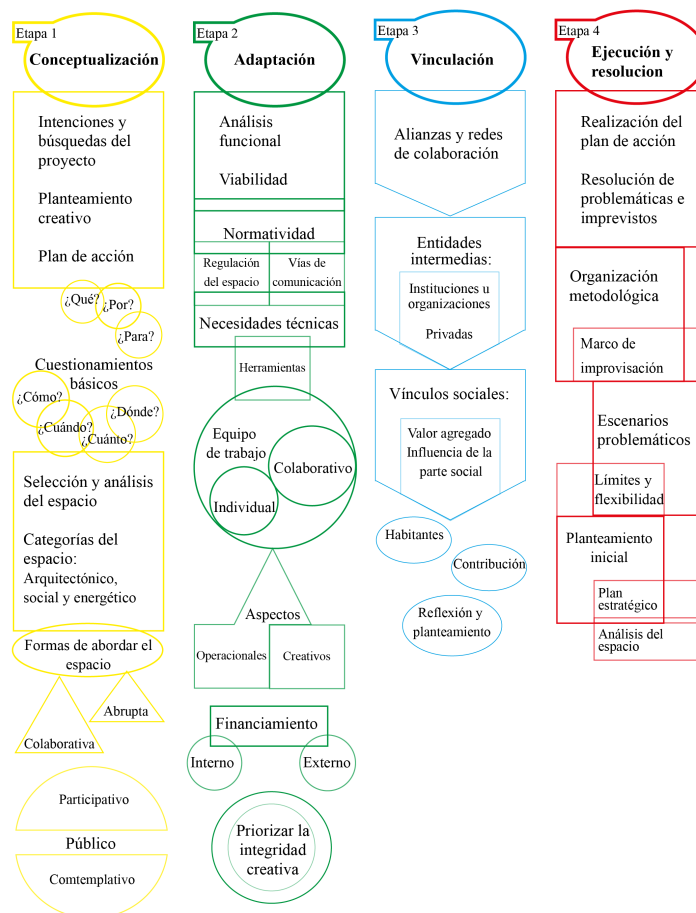 Etapa 1
Conceptualización
Intenciones y
búsquedas del
proyecto
Planteamiento
creativo
Plan de acción
¿Qué?
¿Por?
¿Para?
Cuestionamientos
básicos
¿Cómo?
¿Dónde?
¿Cuándo?
¿Cuánto?
Selección y análisis
del espacio
Categorías del
espacio:
Arquitectónico,
social y energético
Formas de abordar el
espacio
Abrupta
Colaborativa
Participativo
Público
Comtemplativo
Etapa 2
Adaptación
Análisis
funcional
Viabilidad
Normatividad
Regulación
del espacio
Vías de
comunicación
Necesidades técnicas
Herramientas
Equipo
de trabajo
Colaborativo
Individual
Aspectos
Operacionales
Creativos
Financiamiento
Interno
Externo
Priorizar la
integridad
creativa
Etapa 3
Vinculación
Alianzas y redes
de colaboración
Entidades
intermedias:
Instituciones u
organizaciones
Privadas
Vínculos sociales:
Valor agregado
Influencia de la
parte social
Habitantes
Contribución
Reflexión y
planteamiento
Etapa 4
Ejecución y
resolucion
Realización del
plan de acción
Resolución de
problemáticas e
imprevistos
Organización
metodológica
Marco de
improvisación
Escenarios
problemáticos
Límites y
flexibilidad
Planteamiento
inicial
Plan
estratégico
Análisis del
espacio